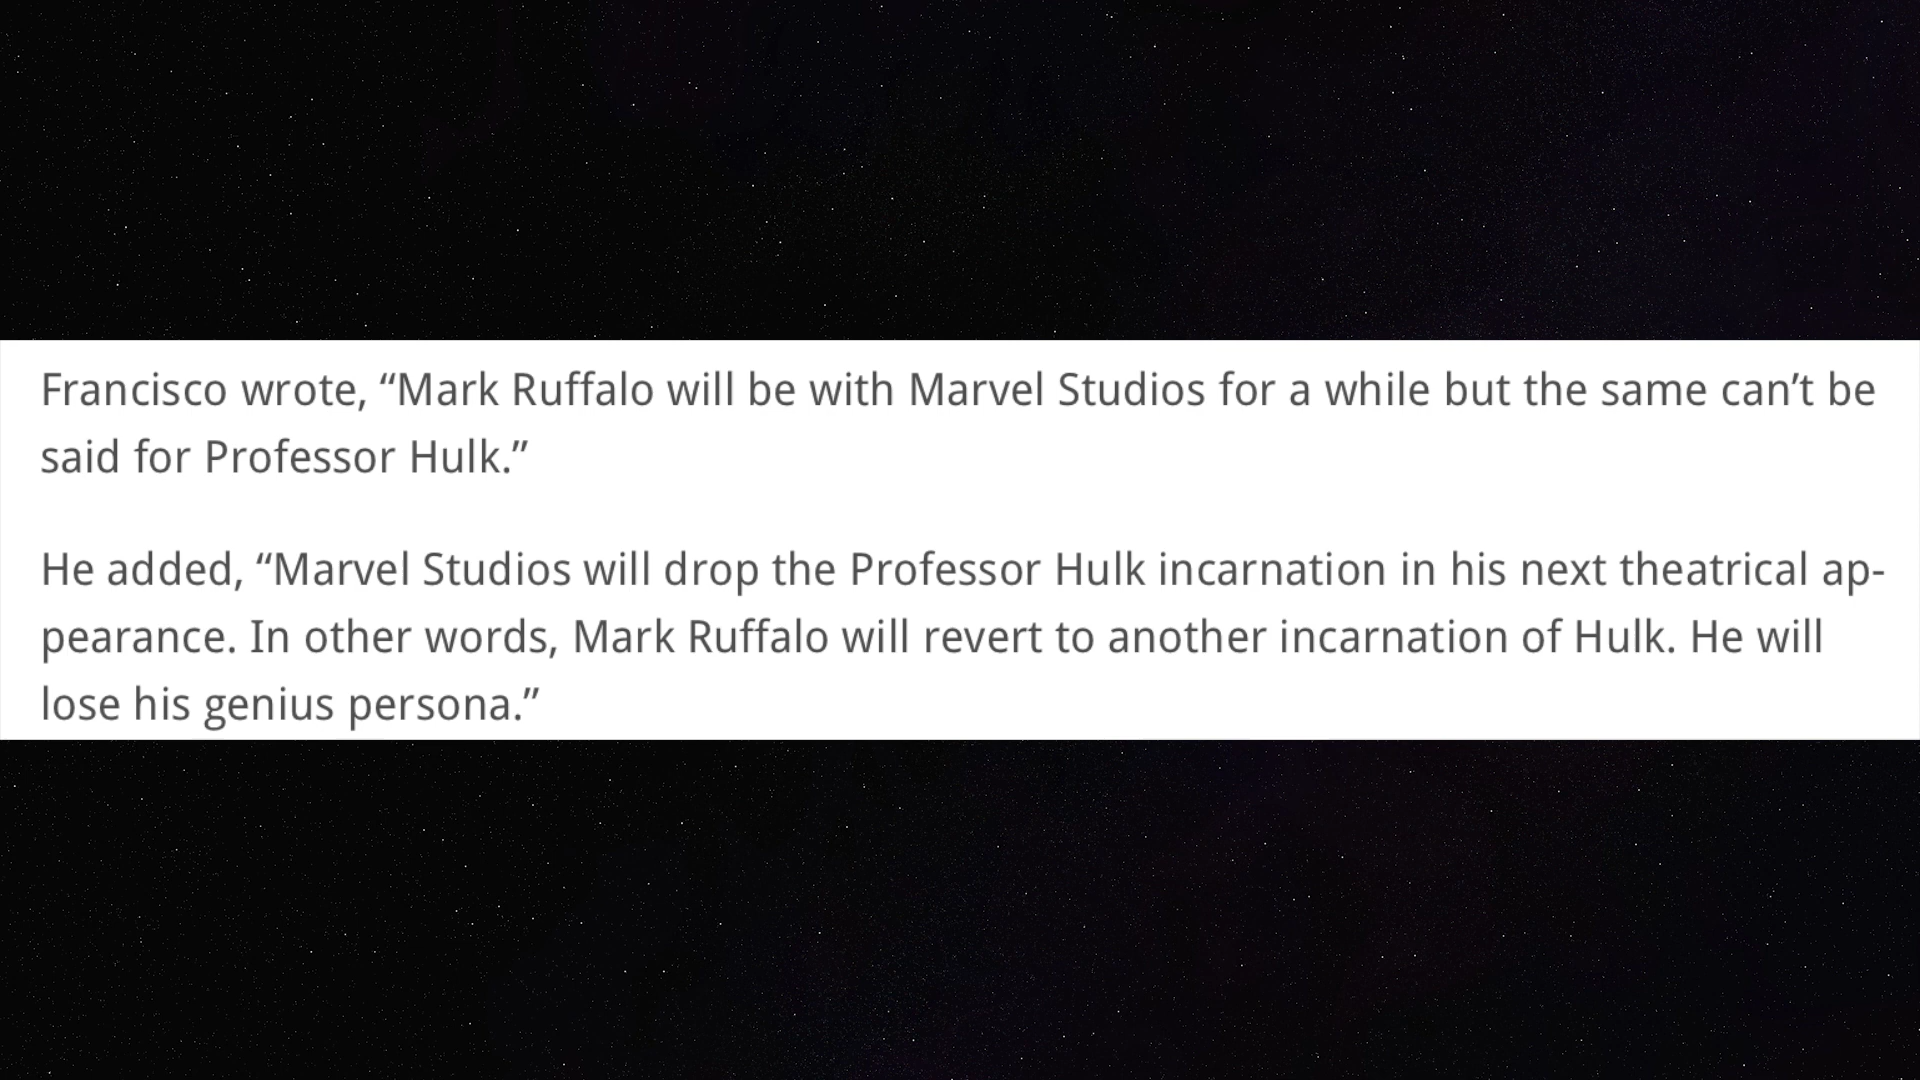 Francisco wrote, “Mark Ruffalo will be with Marvel Studios for a while but the same can’t be
said for Professor Hulk.”
He added, “Marvel Studios will drop the Professor Hulk incarnation in his next theatrical ap-
pearance. In other words, Mark Ruffalo will revert to another incarnation of Hulk. He will
lose his genius persona.”